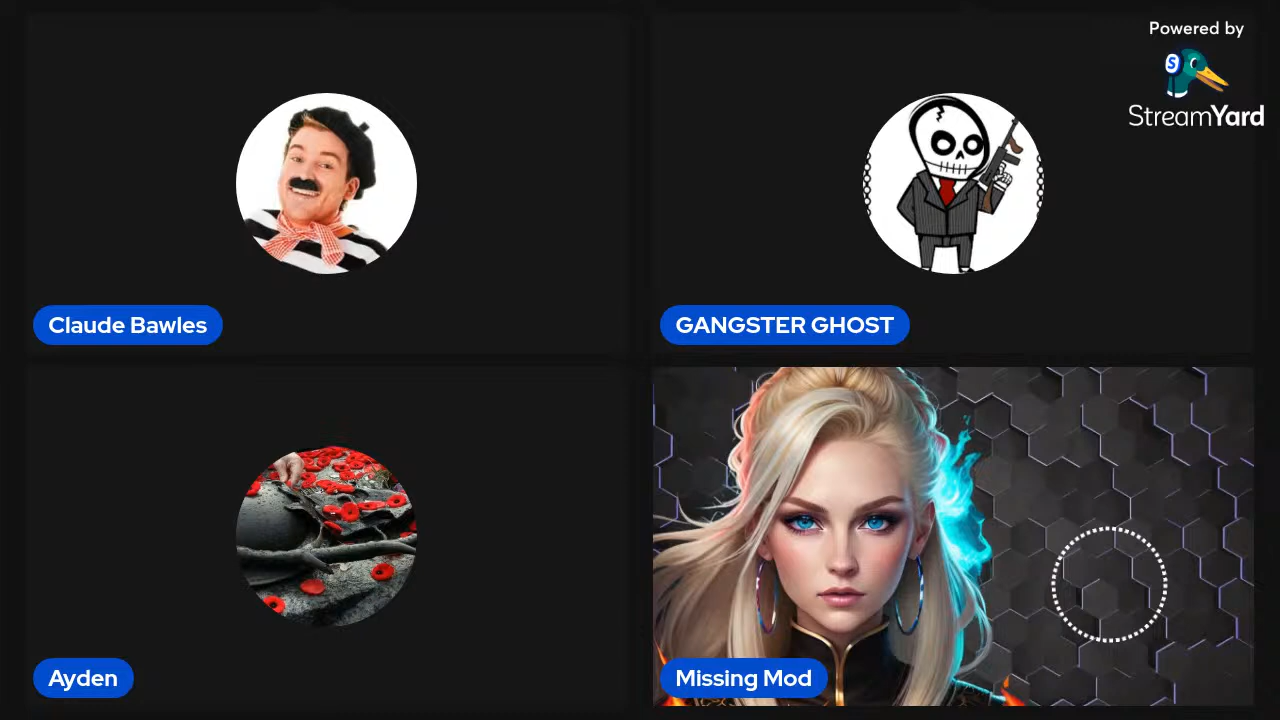 Powered by
S
StreamYard
Claude Bawles
GANGSTER GHOST
Ayden
Missing Mod